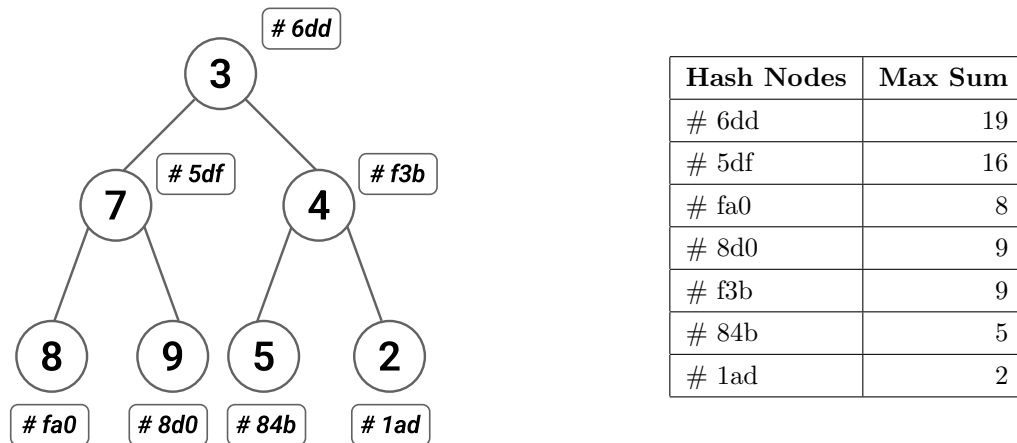 # 6dd
3
# 5df
# f3b
7
4
8
9
5
2
# fa0
# 8d0
# 84b
# 1ad
Hash Nodes Max Sum
# 6dd 19
# 5df 16
# fa0 8
# 8d0 9
# f3b 9
# 84b 5
# 1ad 2